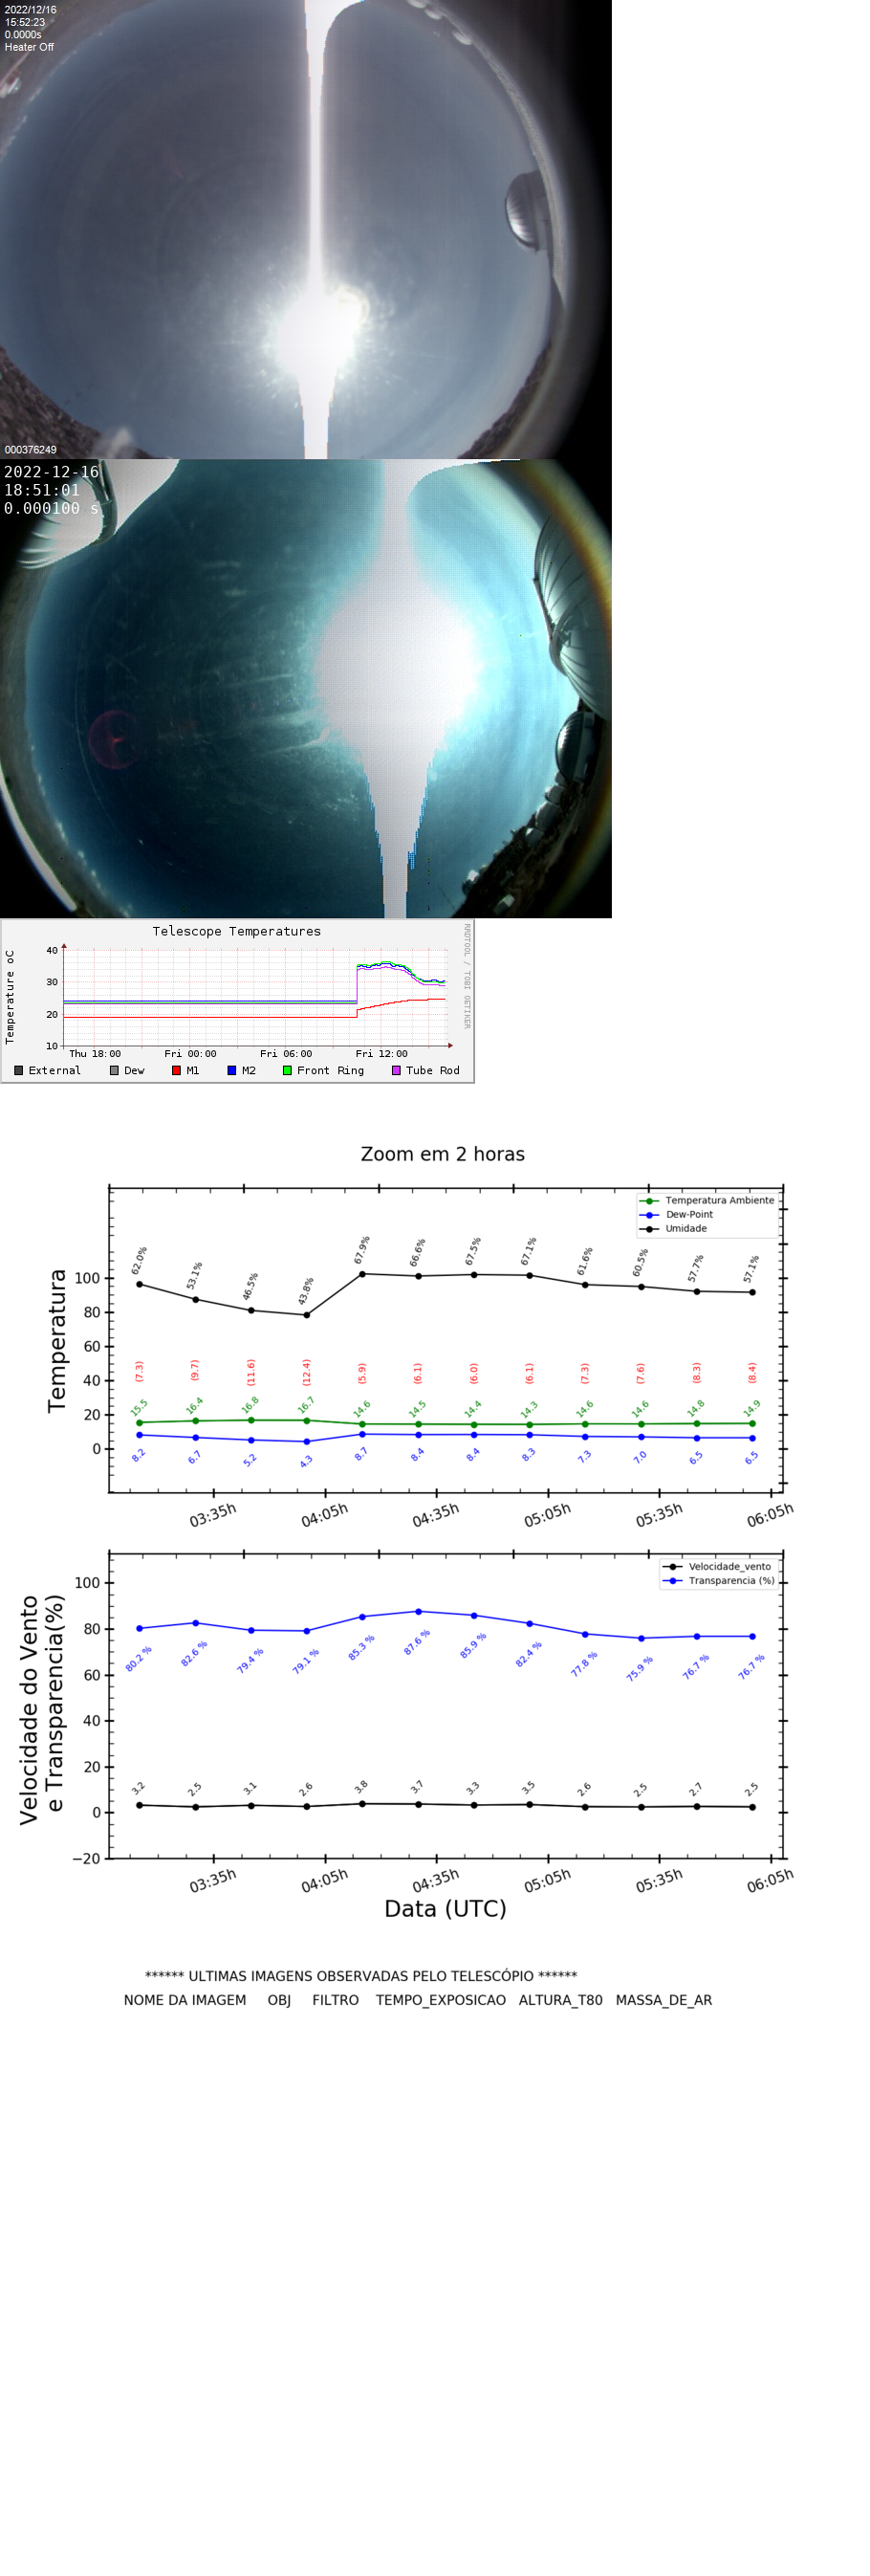 2022/12/16
15:52:23
0.0000s
Heater Off
000376249
2022-12-16
18:51:01
0.000100 s
Telescope Temperatures
RRDTOOL / TOBI OETIKER
Temperature oC
40
30
20
10
Thu 18:00 Fri 00:00 Fri 06:00 Fri 12:00
External Dew M1 M2 Front Ring Tube Rod
Zoom em 2 horas
Temperatura Ambiente
Dew-Point
Umidade
Temperatura
100
80
60
40
20
0
62.0% 53.1% 46.5% 43.8% 67.9% 66.6% 67.5% 67.1% 61.6% 60.5% 57.7% 57.1%
(7.3) (9.7) (11.6) (12.4) (5.9) (6.1) (6.0) (6.1) (7.3) (7.6) (8.3) (8.4)
15.5 16.4 16.8 16.7 14.6 14.5 14.4 14.3 14.6 14.6 14.8 14.9
8.2 6.7 5.2 4.3 8.7 8.4 8.4 8.3 7.3 7.0 6.5 6.5
03:35h 04:05h 04:35h 05:05h 05:35h 06:05h
Velocidade_vento
Transparencia (%)
Velocidade do Vento
e Transparencia(%)
100
80
60
40
20
0
−20
80.2 % 82.6 % 79.4 % 79.1 % 85.3 % 87.6 % 85.9 % 82.4 % 77.8 % 75.9 % 76.7 % 76.7 %
3.2 2.5 3.1 2.6 3.8 3.7 3.3 3.5 2.6 2.5 2.7 2.5
03:35h 04:05h 04:35h 05:05h 05:35h 06:05h
Data (UTC)
****** ULTIMAS IMAGENS OBSERVADAS PELO TELESCÓPIO ******
NOME DA IMAGEM OBJ FILTRO TEMPO_EXPOSICAO ALTURA_T80 MASSA_DE_AR